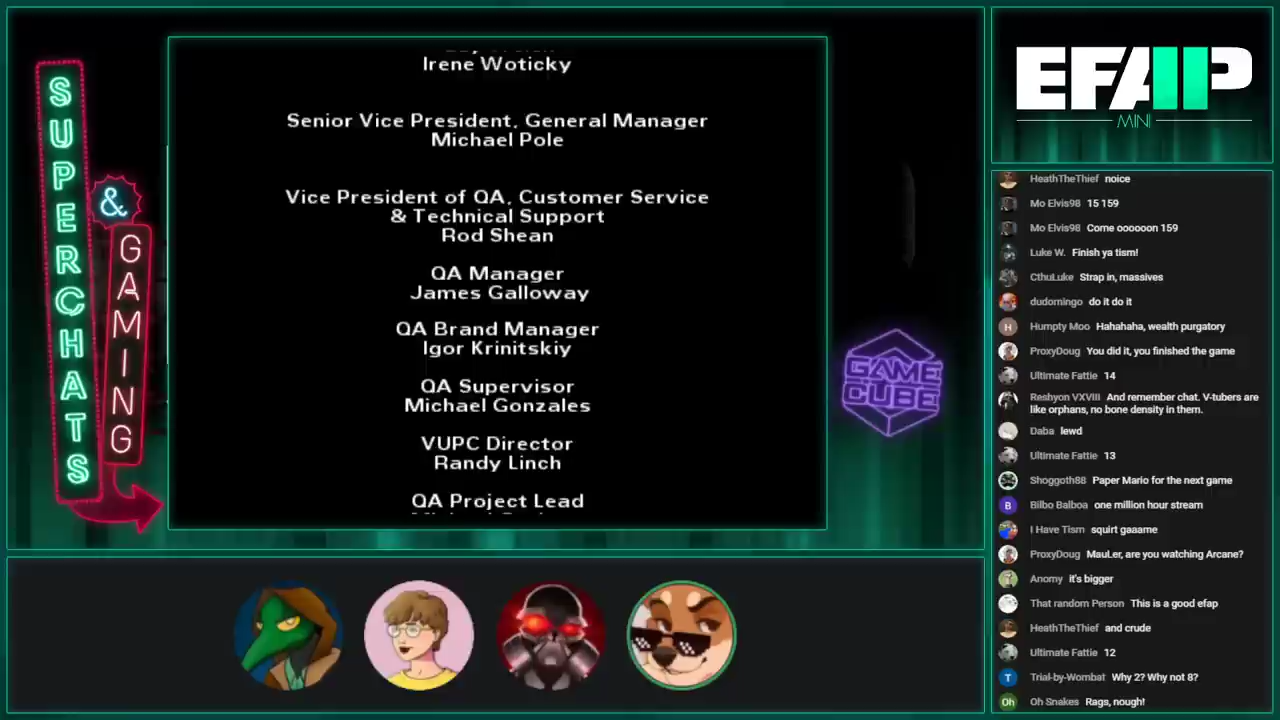 SUPERCHATS
&
GAMING
Irene Woticky
Senior Vice President, General Manager
Michael Pole
Vice President of QA, Customer Service
& Technical Support
Rod Shean
QA Manager
James Galloway
QA Brand Manager
Igor Krinitskiy
QA Supervisor
Michael Gonzales
VUPC Director
Randy Linch
QA Project Lead
GAME
CUBE
EFAP
MINI
HeathTheThief noice
Mo Elvis98 15 159
Mo Elvis98 Come oooooon 159
Luke W. Finish ya tism!
CthuLuke Strap in, massives
dudomingo do it do it
H Humpty Moo Hahahaha, wealth purgatory
ProxyDoug You did it, you finished the game
Ultimate Fattie 14
Reshyon VXVIII And remember chat. V-tubers are
like orphans, no bone density in them.
Daba lewd
Ultimate Fattie 13
Shoggoth88 Paper Mario for the next game
B Bilbo Balboa one million hour stream
I Have Tism squirt gaaame
ProxyDoug MauLer, are you watching Arcane?
Anomy it's bigger
That random Person This is a good efap
HeathTheThief and crude
Ultimate Fattie 12
T Trial-by-Wombat Why 2? Why not 8?
Oh Oh Snakes Rags, nough!